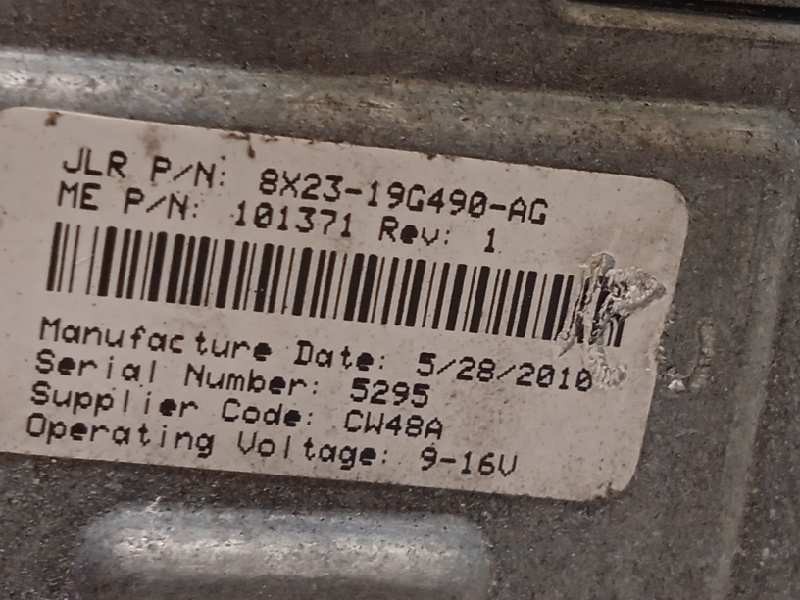 JLR P/N: 8X23-19G490-AG
ME P/N: 101371 Rev: 1
Manufacture Date: 5/28/2010
Serial Number: 5295
Supplier Code: CW48A
Operating Voltage: 9-16V